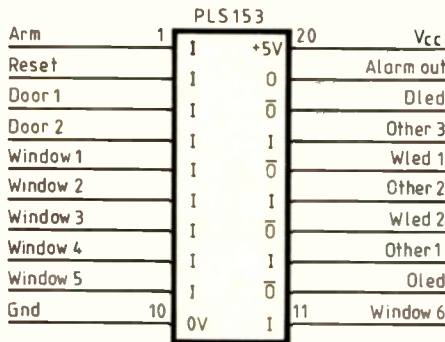 PLS153
Arm 1 I +5V 20 Vcc
Reset I O Alarm out
Door 1 I O̅ Dled
Door 2 I I Other 3
Window 1 I O̅ Wled 1
Window 2 I I Other 2
Window 3 I O̅ Wled 2
Window 4 I I Other 1
Window 5 I O̅ Oled
Gnd 10 0V I 11 Window 6